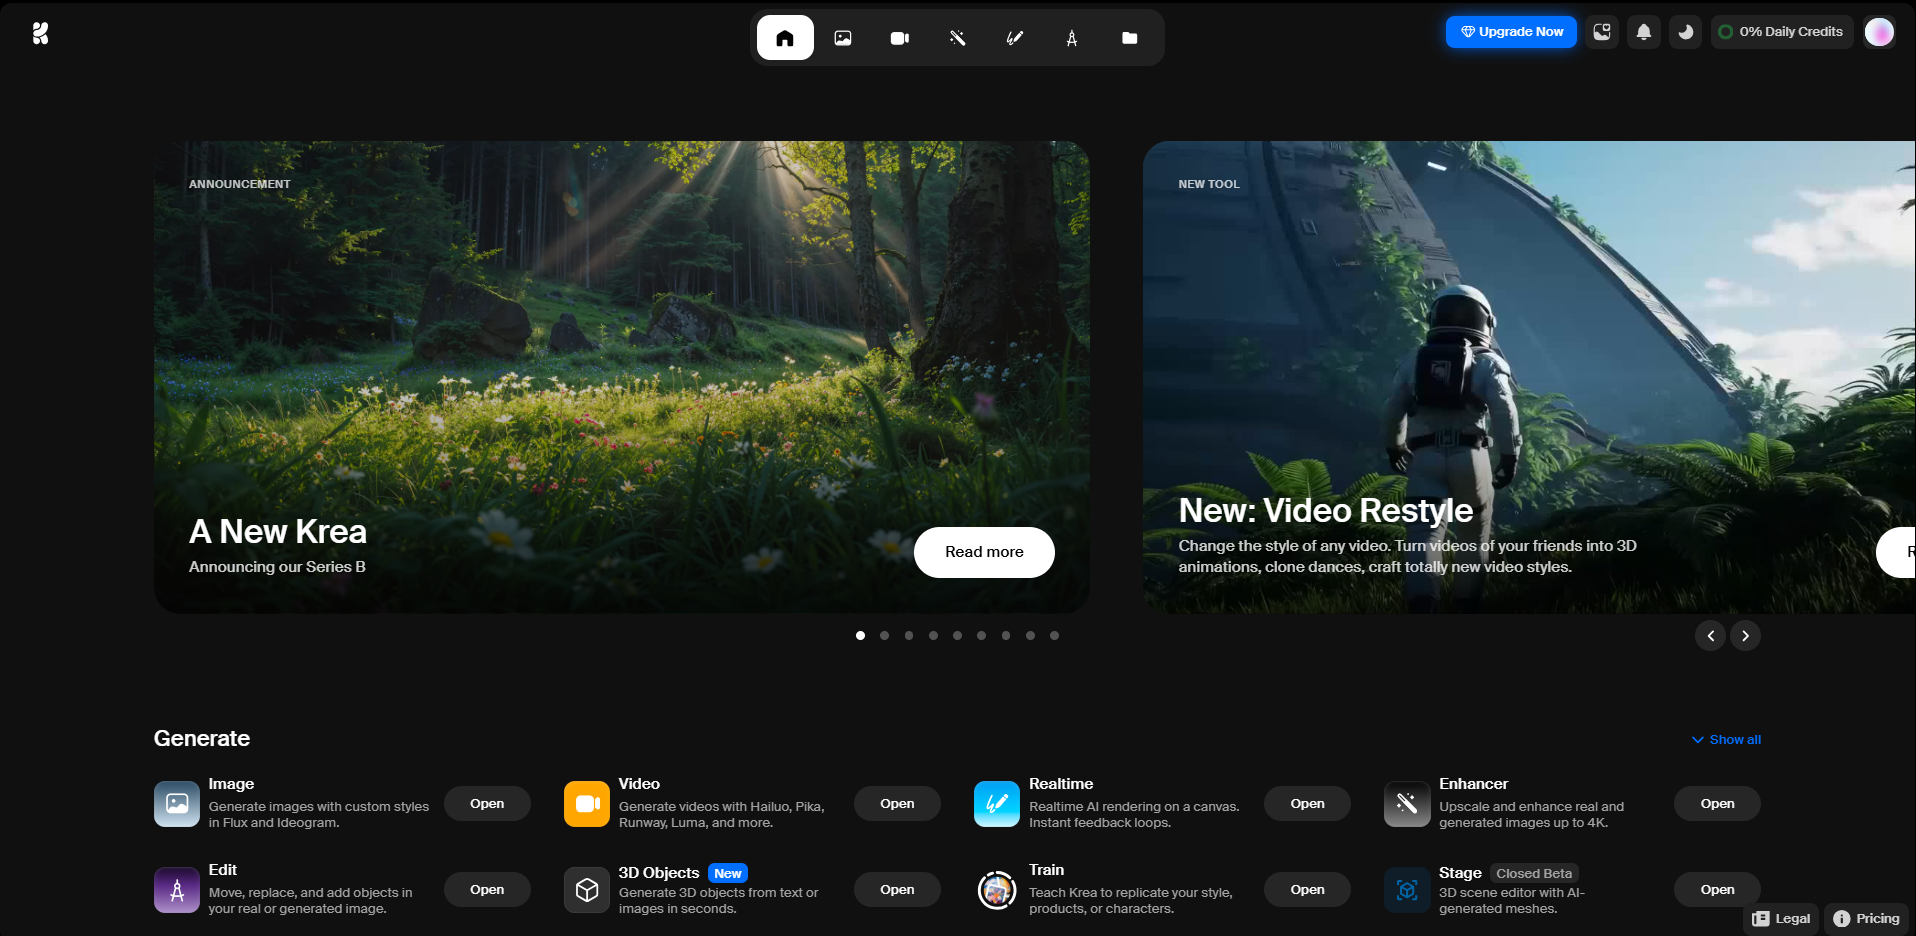 Upgrade Now
0% Daily Credits
ANNOUNCEMENT
A New Krea
Announcing our Series B
Read more
NEW TOOL
New: Video Restyle
Change the style of any video. Turn videos of your friends into 3D
animations, clone dances, craft totally new video styles.
Generate
Show all
Image
Generate images with custom styles
in Flux and Ideogram.
Open
Video
Generate videos with Hailuo, Pika,
Runway, Luma, and more.
Open
Realtime
Realtime AI rendering on a canvas.
Instant feedback loops.
Open
Enhancer
Upscale and enhance real and
generated images up to 4K.
Open
Edit
Move, replace, and add objects in
your real or generated image.
Open
3D Objects New
Generate 3D objects from text or
images in seconds.
Open
Train
Teach Krea to replicate your style,
products, or characters.
Open
Stage Closed Beta
3D scene editor with AI-
generated meshes.
Open
Legal
Pricing